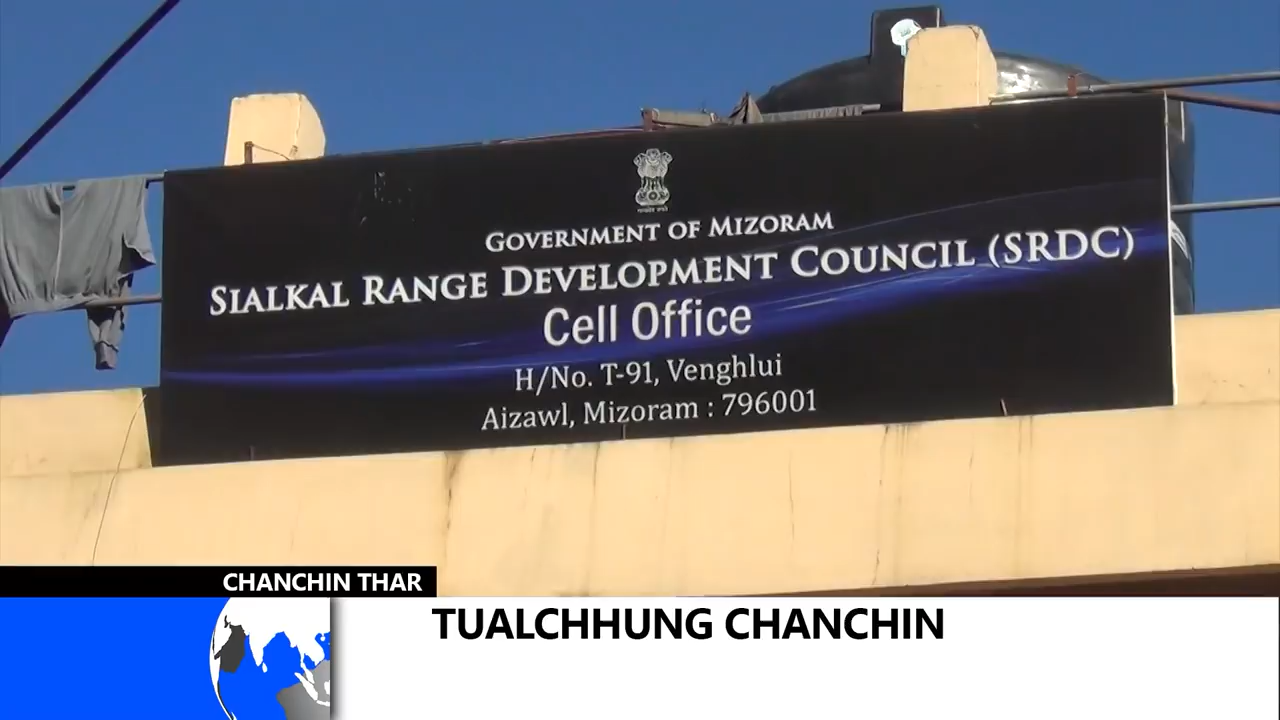 GOVERNMENT OF MIZORAM
SIALKAL RANGE DEVELOPMENT COUNCIL (SRDC)
Cell Office
H/No. T-91, Venghlui
Aizawl, Mizoram : 796001
CHANCHIN THAR
TUALCHHUNG CHANCHIN